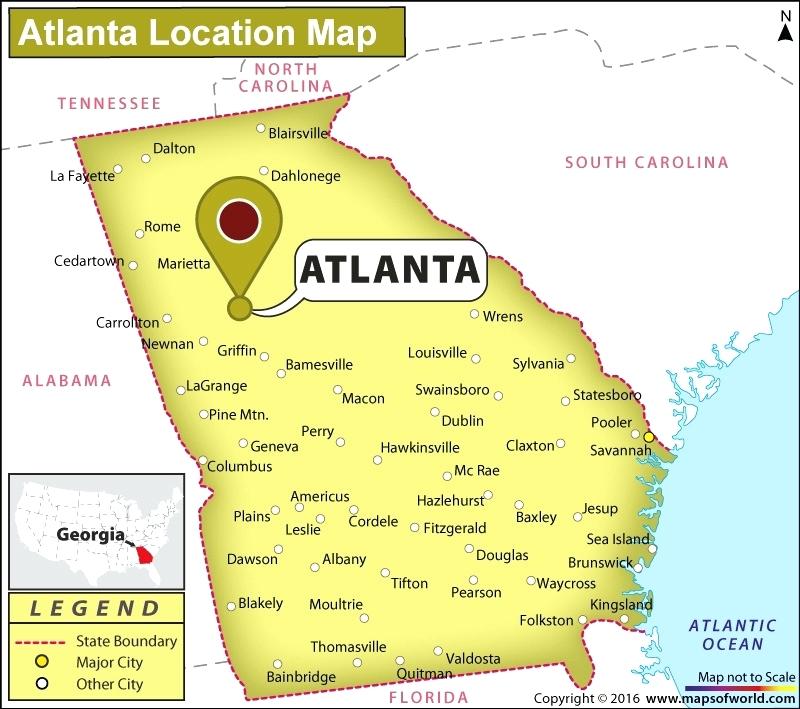 Atlanta Location Map
N
NORTH
CAROLINA
TENNESSEE
SOUTH CAROLINA
Blairsville
Dalton
La Fayette
Dahlonege
Rome
Cedartown
Marietta
ATLANTA
Carrollton
Wrens
Newnan
Griffin
Louisville
Sylvania
Bamesville
ALABAMA
LaGrange
Macon
Swainsboro
Statesboro
Pine Mtn.
Dublin
Pooler
Perry
Geneva
Hawkinsville
Claxton
Savannah
Columbus
Mc Rae
Americus
Hazlehurst
Plains
Leslie
Cordele
Fitzgerald
Baxley
Jesup
Georgia
Sea Island
Dawson
Albany
Douglas
Brunswick
Tifton
Pearson
Waycross
Blakely
Moultrie
Folkston
Kingsland
LEGEND
State Boundary
Major City
Other City
Thomasville
Valdosta
Bainbridge
Quitman
ATLANTIC
OCEAN
FLORIDA
Map not to Scale
Copyright © 2016 www.mapsofworld.com